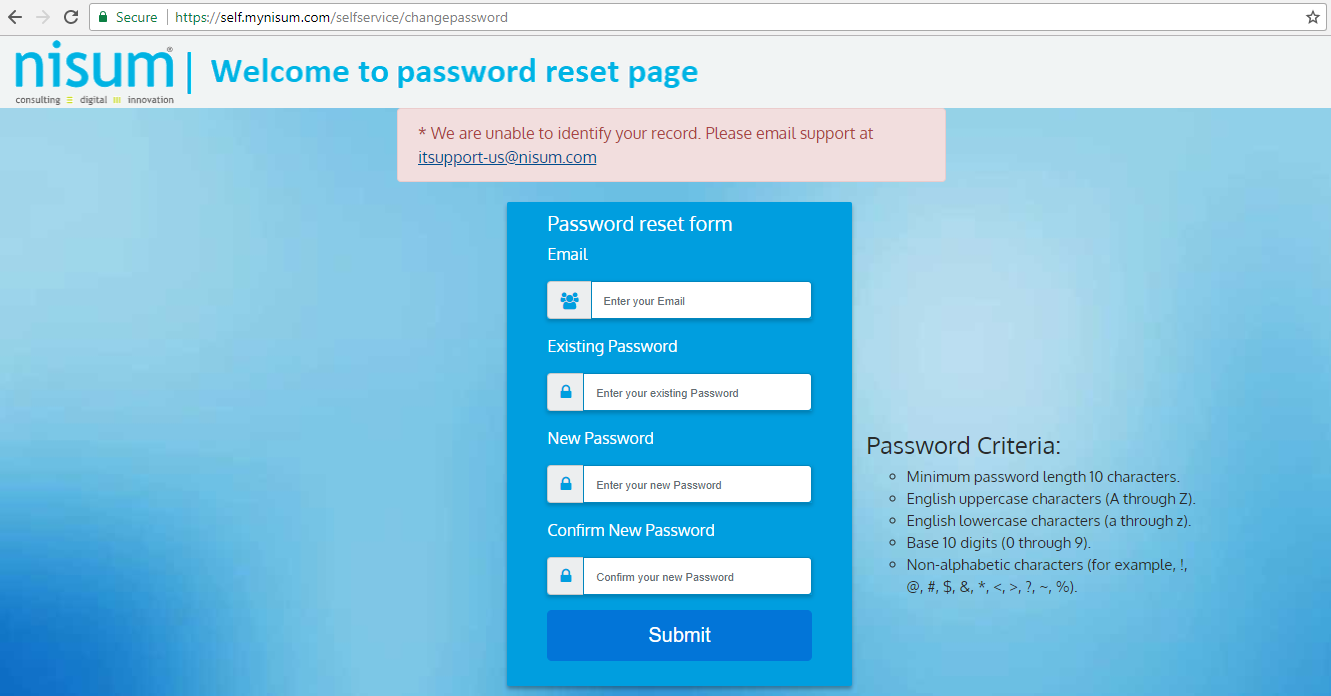 Secure https://self.mynisum.com/selfservice/changepassword
nisum® | Welcome to password reset page
consulting digital innovation
* We are unable to identify your record. Please email support at
itsupport-us@nisum.com
Password reset form
Email
Enter your Email
Existing Password
Enter your existing Password
New Password
Enter your new Password
Confirm New Password
Confirm your new Password
Submit
Password Criteria:
Minimum password length 10 characters.
English uppercase characters (A through Z).
English lowercase characters (a through z).
Base 10 digits (0 through 9).
Non-alphabetic characters (for example, !,
@, #, $, &, *, <, >, ?, ~, %).